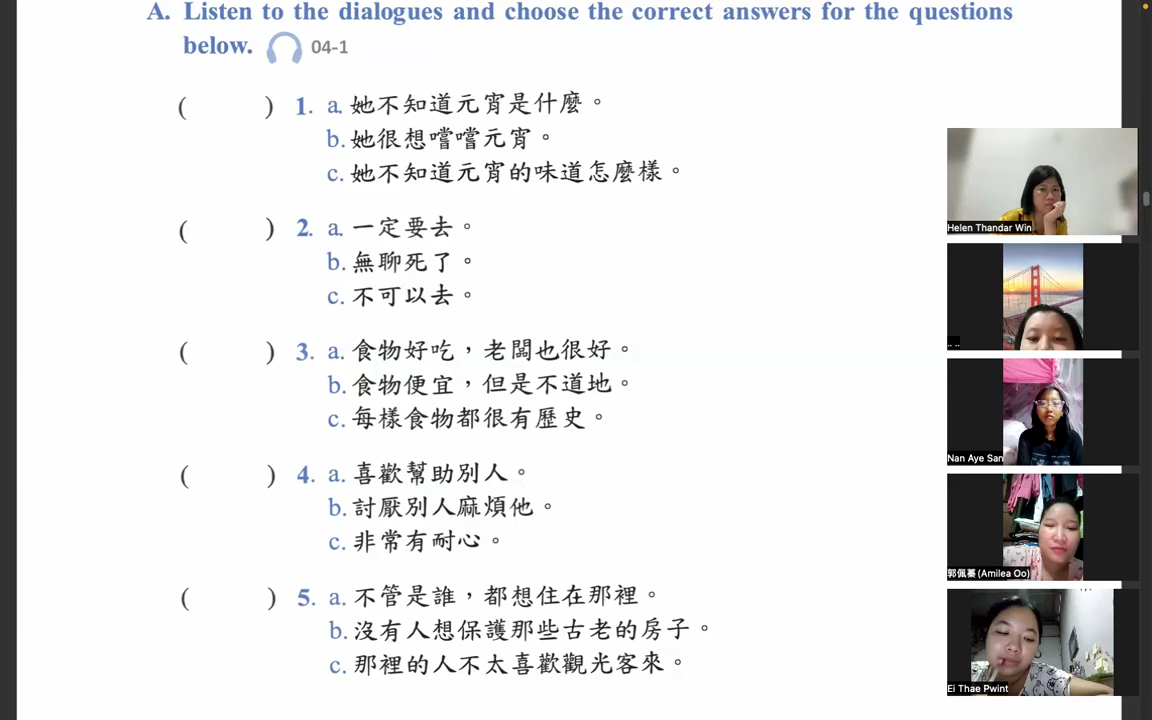 A. Listen to the dialogues and choose the correct answers for the questions
below. 04-1
( ) 1. a. 她不知道元宵是什麼。
b. 她很想嚐嚐元宵。
c. 她不知道元宵的味道怎麼樣。
( ) 2. a. 一定要去。
b. 無聊死了。
c. 不可以去。
( ) 3. a. 食物好吃，老闆也很好。
b. 食物便宜，但是不道地。
c. 每樣食物都很有歷史。
( ) 4. a. 喜歡幫助別人。
b. 討厭別人麻煩他。
c. 非常有耐心。
( ) 5. a. 不管是誰，都想住在那裡。
b. 沒有人想保護那些古老的房子。
c. 那裡的人不太喜歡觀光客來。
Helen Thandar Win
.. ..
Nan Aye San
郭佩蓁 (Amilea Oo)
Ei Thae Pwint